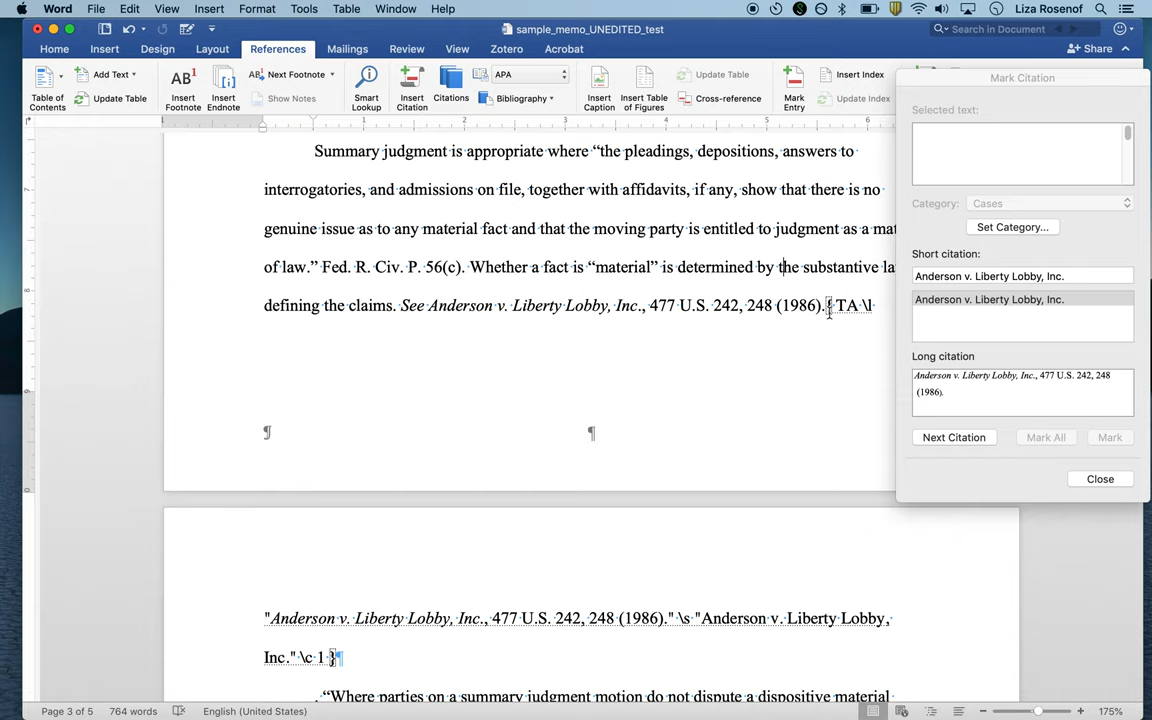 Word File Edit View Insert Format Tools Table Window Help Liza Rosenof
sample_memo_UNEDITED_test Search in Document
Home Insert Design Layout References Mailings Review View Zotero Acrobat Share
Add Text AB1 AB Next Footnote APA Update Table Insert Index
Table of Contents Update Table Insert Footnote Insert Endnote Show Notes Smart Lookup Insert Citation Citations Bibliography Insert Caption Insert Table of Figures Cross-reference Mark Entry Update Index
Mark Citation
Selected text:
Category: Cases
Set Category...
Short citation:
Anderson v. Liberty Lobby, Inc.
Anderson v. Liberty Lobby, Inc.
Long citation
Anderson v. Liberty Lobby, Inc., 477 U.S. 242, 248
(1986).
Next Citation Mark All Mark
Close
1 1 2 3 4 5 6
Summary judgment is appropriate where “the pleadings, depositions, answers to
interrogatories, and admissions on file, together with affidavits, if any, show that there is no
genuine issue as to any material fact and that the moving party is entitled to judgment as a mat
of law.” Fed. R. Civ. P. 56(c). Whether a fact is “material” is determined by the substantive la
defining the claims. See Anderson v. Liberty Lobby, Inc., 477 U.S. 242, 248 (1986).{ TA \l
¶ ¶
"Anderson v. Liberty Lobby, Inc., 477 U.S. 242, 248 (1986)." \s "Anderson v. Liberty Lobby,
Inc." \c 1 }¶
“Where parties on a summary judgment motion do not dispute a dispositive material
Page 3 of 5 764 words English (United States) 175%